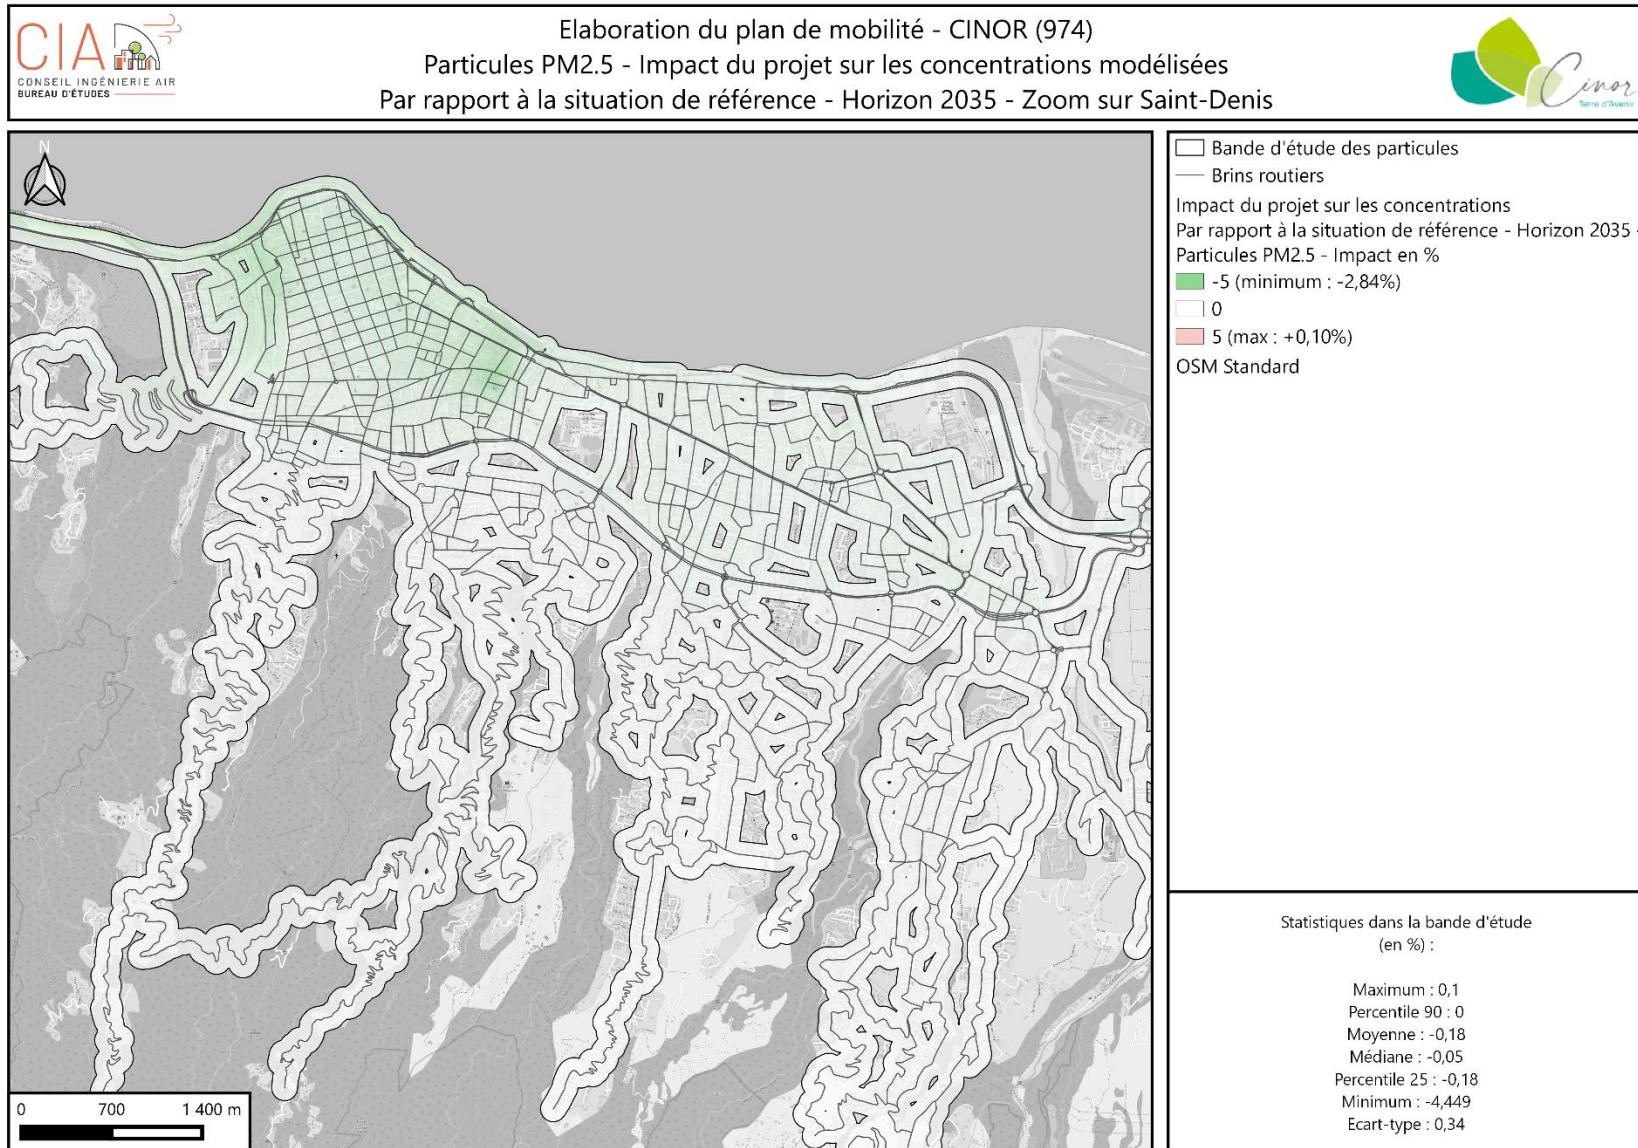 CIA
CONSEIL INGÉNIERIE AIR
BUREAU D'ÉTUDES
Elaboration du plan de mobilité - CINOR (974)
Particules PM2.5 - Impact du projet sur les concentrations modélisées
Par rapport à la situation de référence - Horizon 2035 - Zoom sur Saint-Denis
Cinor
Terre d'Avenir
N
0 700 1 400 m
Bande d'étude des particules
Brins routiers
Impact du projet sur les concentrations
Par rapport à la situation de référence - Horizon 2035 -
Particules PM2.5 - Impact en %
-5 (minimum : -2,84%)
0
5 (max : +0,10%)
OSM Standard
Statistiques dans la bande d'étude
(en %) :
Maximum : 0,1
Percentile 90 : 0
Moyenne : -0,18
Médiane : -0,05
Percentile 25 : -0,18
Minimum : -4,449
Ecart-type : 0,34